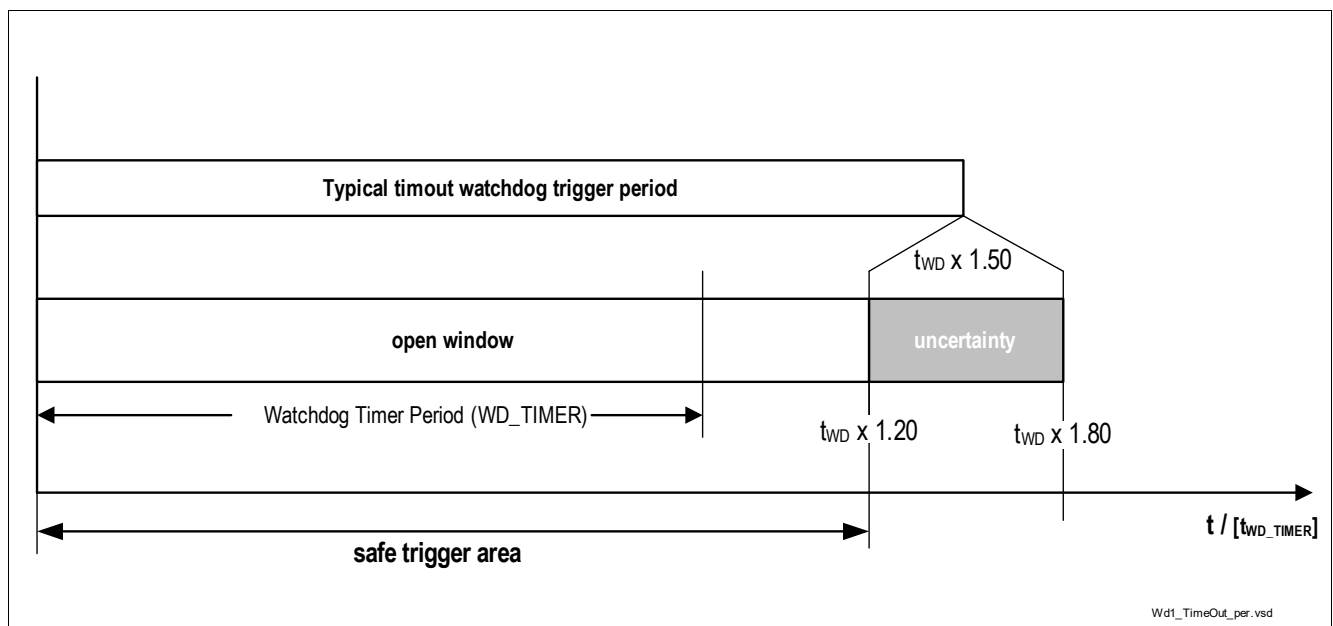 Typical timout watchdog trigger period
tWD x 1.50
open window
uncertainty
Watchdog Timer Period (WD_TIMER)
tWD x 1.20
tWD x 1.80
t / [tWD_TIMER]
safe trigger area
Wd1_TimeOut_per.vsd